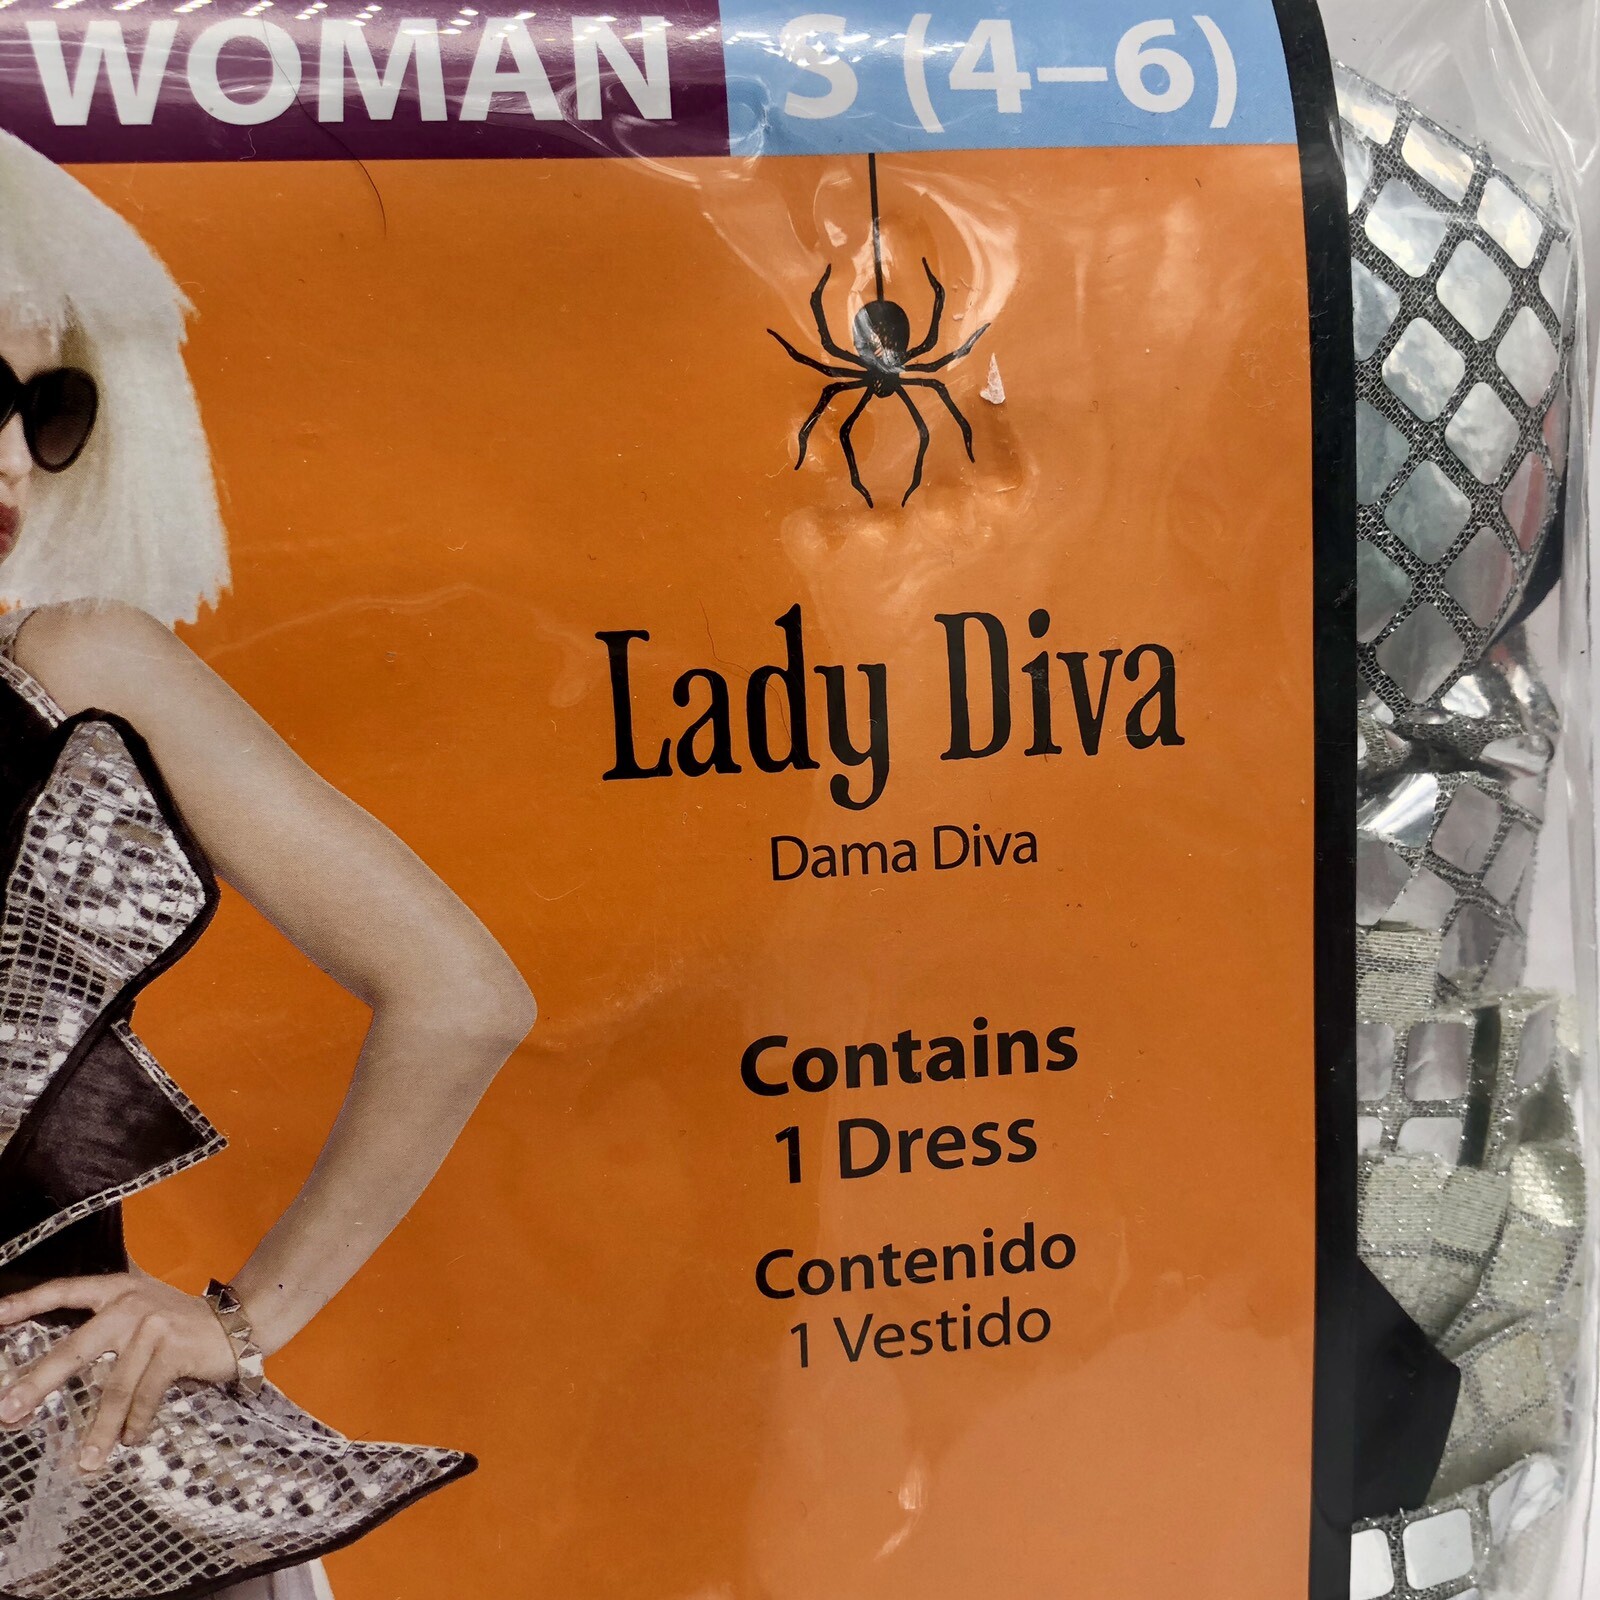 WOMAN S (4–6)
Lady Diva
Dama Diva
Contains
1 Dress
Contenido
1 Vestido